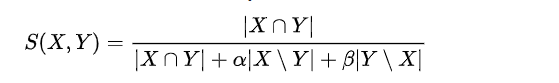 S(X, Y) = |X ∩ Y| / (|X ∩ Y| + α|X \ Y| + β|Y \ X|)